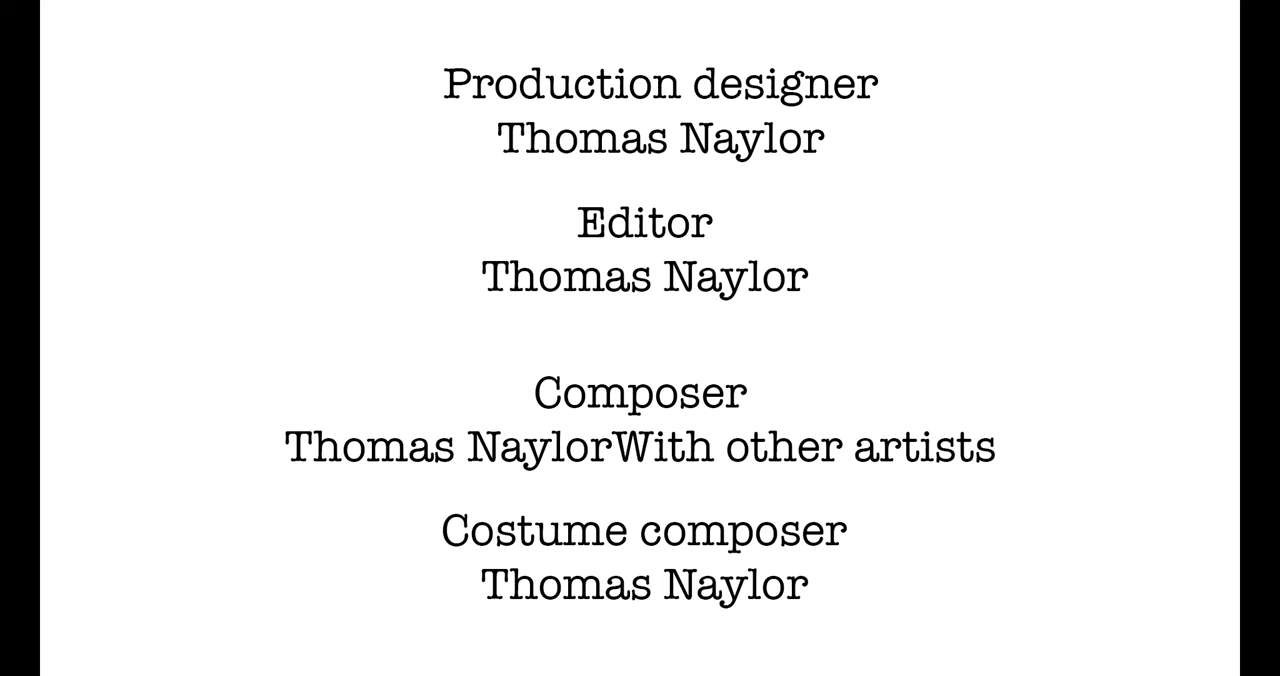 Production designer
Thomas Naylor
Editor
Thomas Naylor
Composer
Thomas NaylorWith other artists
Costume composer
Thomas Naylor